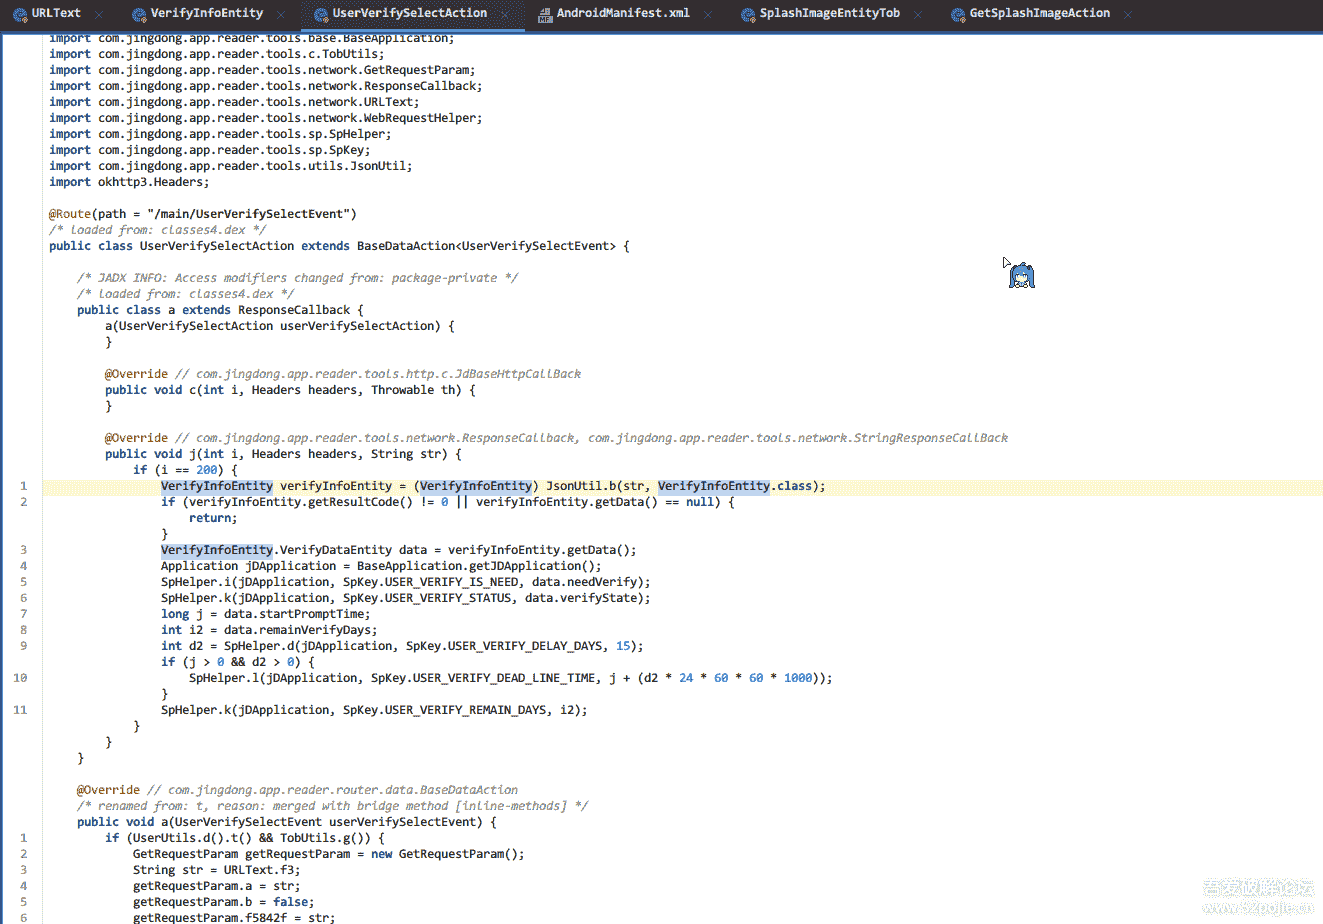 URLText VerifyInfoEntity UserVerifySelectAction AndroidManifest.xml SplashImageEntityTob GetSplashImageAction
import com.jingdong.app.reader.tools.base.BaseApplication;
import com.jingdong.app.reader.tools.c.TobUtils;
import com.jingdong.app.reader.tools.network.GetRequestParam;
import com.jingdong.app.reader.tools.network.ResponseCallback;
import com.jingdong.app.reader.tools.network.URLText;
import com.jingdong.app.reader.tools.network.WebRequestHelper;
import com.jingdong.app.reader.tools.sp.SpHelper;
import com.jingdong.app.reader.tools.sp.SpKey;
import com.jingdong.app.reader.tools.utils.JsonUtil;
import okhttp3.Headers;
@Route(path = "/main/UserVerifySelectEvent")
/* loaded from: classes4.dex */
public class UserVerifySelectAction extends BaseDataAction<UserVerifySelectEvent> {
/* JADX INFO: Access modifiers changed from: package-private */
/* loaded from: classes4.dex */
public class a extends ResponseCallback {
a(UserVerifySelectAction userVerifySelectAction) {
}
@Override // com.jingdong.app.reader.tools.http.c.JdBaseHttpCallBack
public void c(int i, Headers headers, Throwable th) {
}
@Override // com.jingdong.app.reader.tools.network.ResponseCallback, com.jingdong.app.reader.tools.network.StringResponseCallBack
public void j(int i, Headers headers, String str) {
if (i == 200) {
1 VerifyInfoEntity verifyInfoEntity = (VerifyInfoEntity) JsonUtil.b(str, VerifyInfoEntity.class);
2 if (verifyInfoEntity.getResultCode() != 0 || verifyInfoEntity.getData() == null) {
return;
}
3 VerifyInfoEntity.VerifyDataEntity data = verifyInfoEntity.getData();
4 Application jDApplication = BaseApplication.getJDApplication();
5 SpHelper.i(jDApplication, SpKey.USER_VERIFY_IS_NEED, data.needVerify);
6 SpHelper.k(jDApplication, SpKey.USER_VERIFY_STATUS, data.verifyState);
7 long j = data.startPromptTime;
8 int i2 = data.remainVerifyDays;
9 int d2 = SpHelper.d(jDApplication, SpKey.USER_VERIFY_DELAY_DAYS, 15);
if (j > 0 && d2 > 0) {
10 SpHelper.l(jDApplication, SpKey.USER_VERIFY_DEAD_LINE_TIME, j + (d2 * 24 * 60 * 60 * 1000));
}
11 SpHelper.k(jDApplication, SpKey.USER_VERIFY_REMAIN_DAYS, i2);
}
}
}
@Override // com.jingdong.app.reader.router.data.BaseDataAction
/* renamed from: t, reason: merged with bridge method [inline-methods] */
public void a(UserVerifySelectEvent userVerifySelectEvent) {
1 if (UserUtils.d().t() && TobUtils.g()) {
2 GetRequestParam getRequestParam = new GetRequestParam();
3 String str = URLText.f3;
4 getRequestParam.a = str;
5 getRequestParam.b = false;
6 getRequestParam.f5842f = str;
吾爱破解论坛
www.52pojie.cn